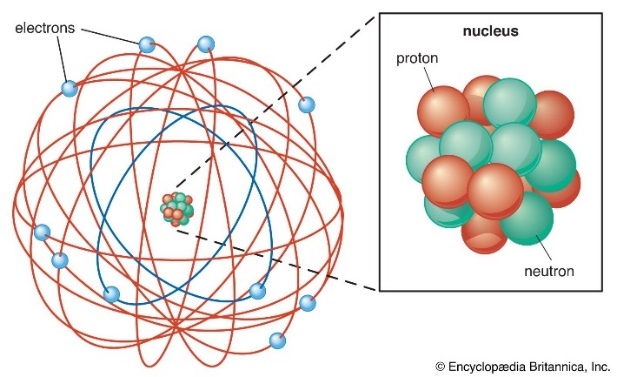 electrons
nucleus
proton
neutron
© Encyclopædia Britannica, Inc.